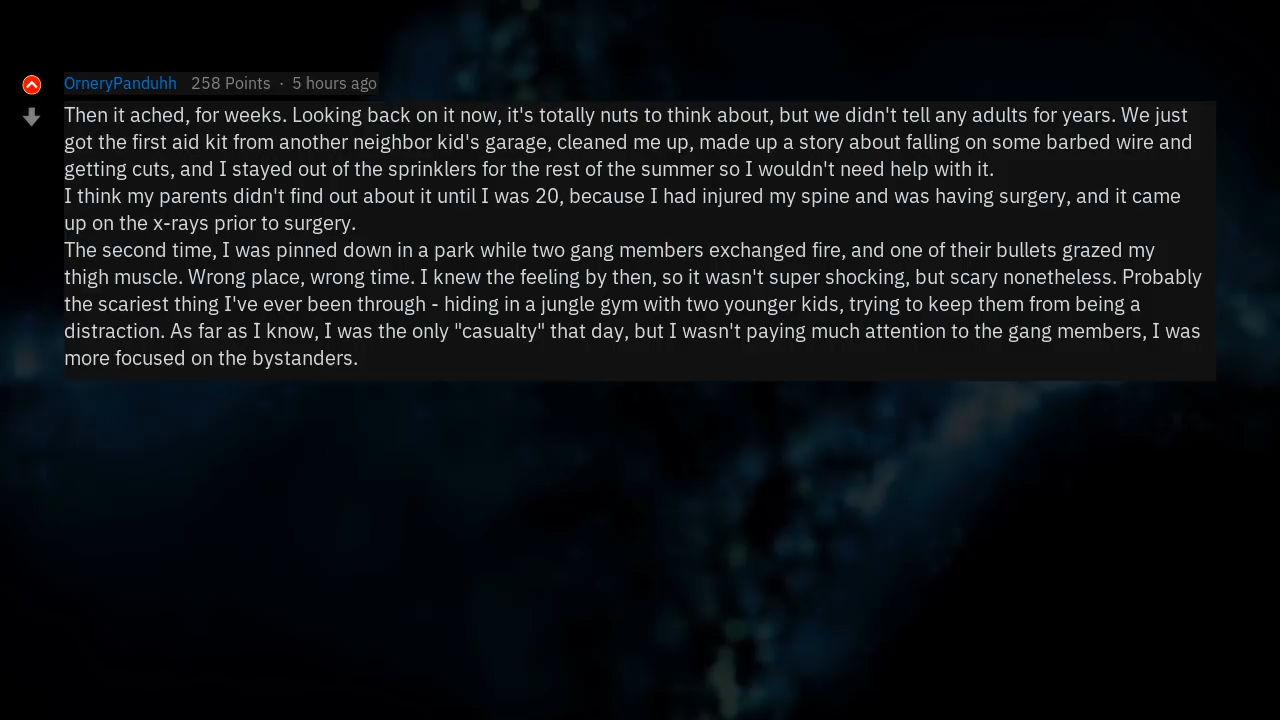 OrneryPanduhh 258 Points · 5 hours ago
Then it ached, for weeks. Looking back on it now, it's totally nuts to think about, but we didn't tell any adults for years. We just
got the first aid kit from another neighbor kid's garage, cleaned me up, made up a story about falling on some barbed wire and
getting cuts, and I stayed out of the sprinklers for the rest of the summer so I wouldn't need help with it.
I think my parents didn't find out about it until I was 20, because I had injured my spine and was having surgery, and it came
up on the x-rays prior to surgery.
The second time, I was pinned down in a park while two gang members exchanged fire, and one of their bullets grazed my
thigh muscle. Wrong place, wrong time. I knew the feeling by then, so it wasn't super shocking, but scary nonetheless. Probably
the scariest thing I've ever been through - hiding in a jungle gym with two younger kids, trying to keep them from being a
distraction. As far as I know, I was the only "casualty" that day, but I wasn't paying much attention to the gang members, I was
more focused on the bystanders.